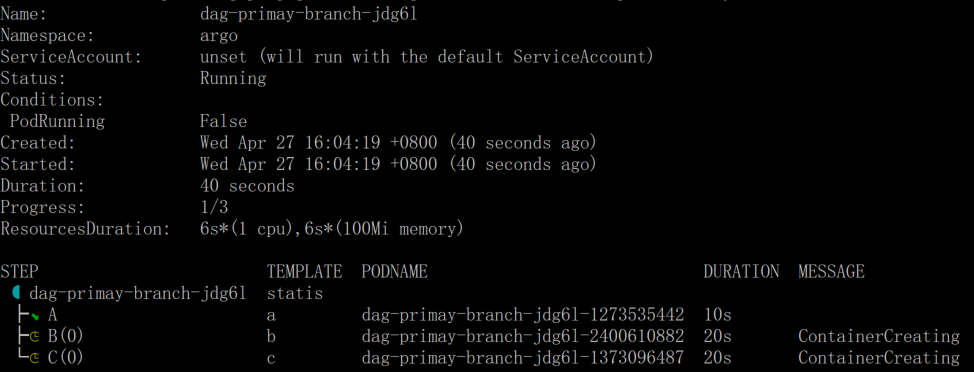 Name: dag-primay-branch-jdg6l
Namespace: argo
ServiceAccount: unset (will run with the default ServiceAccount)
Status: Running
Conditions:
PodRunning False
Created: Wed Apr 27 16:04:19 +0800 (40 seconds ago)
Started: Wed Apr 27 16:04:19 +0800 (40 seconds ago)
Duration: 40 seconds
Progress: 1/3
ResourcesDuration: 6s*(1 cpu),6s*(100Mi memory)
STEP TEMPLATE PODNAME DURATION MESSAGE
dag-primay-branch-jdg6l statis
A a dag-primay-branch-jdg6l-1273535442 10s
B(0) b dag-primay-branch-jdg6l-2400610882 20s ContainerCreating
C(0) c dag-primay-branch-jdg6l-1373096487 20s ContainerCreating